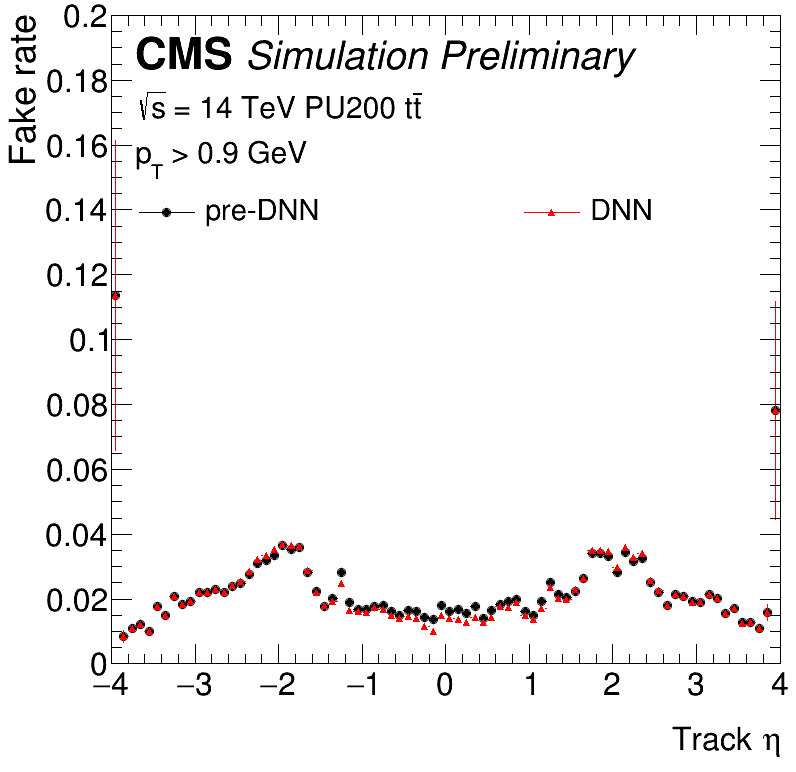 CMS Simulation Preliminary
√s = 14 TeV PU200 tt̄
p_T > 0.9 GeV
pre-DNN DNN
Fake rate
0.2
0.18
0.16
0.14
0.12
0.1
0.08
0.06
0.04
0.02
0
−4 −3 −2 −1 0 1 2 3 4
Track η